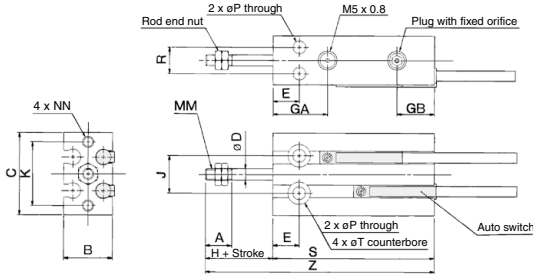 2 x øP through
M5 x 0.8
Rod end nut
Plug with fixed orifice
R
E
GA
GB
4 x NN
MM
øD
C
K
J
B
A
E
H + Stroke
S
Z
2 x øP through
4 x øT counterbore
Auto switch